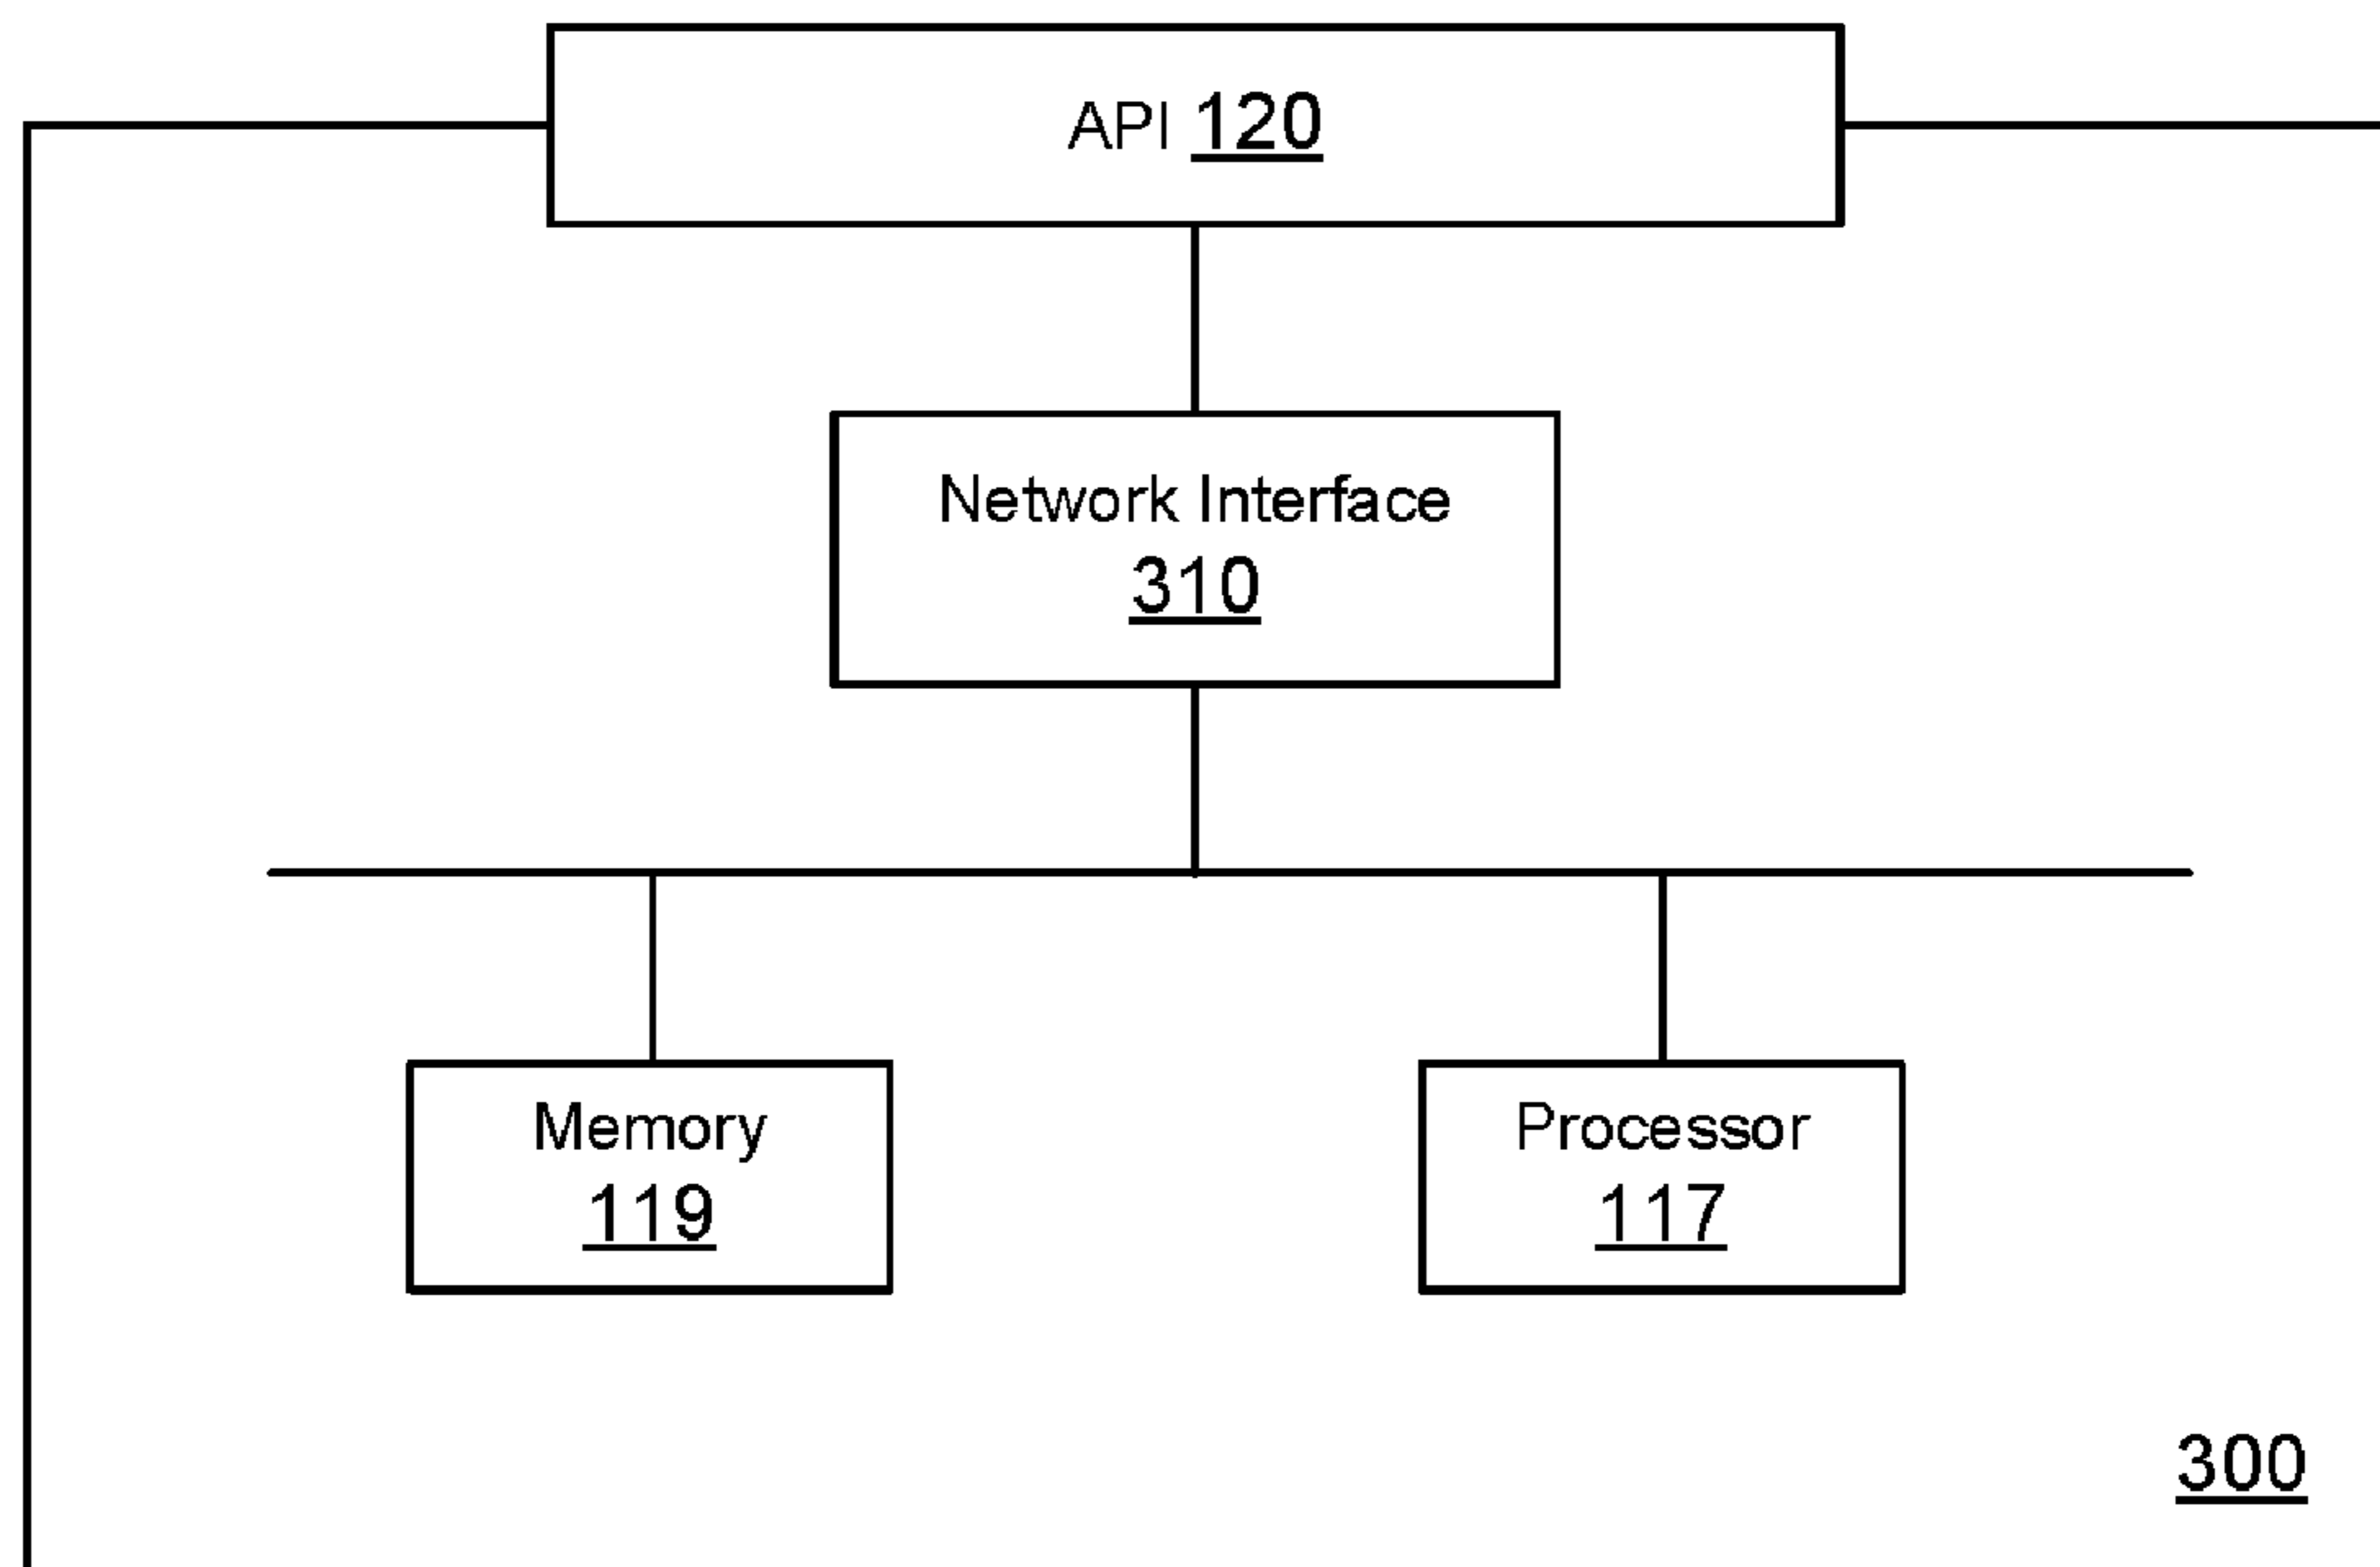 API 120
Network Interface
310
Memory
119
Processor
117
300